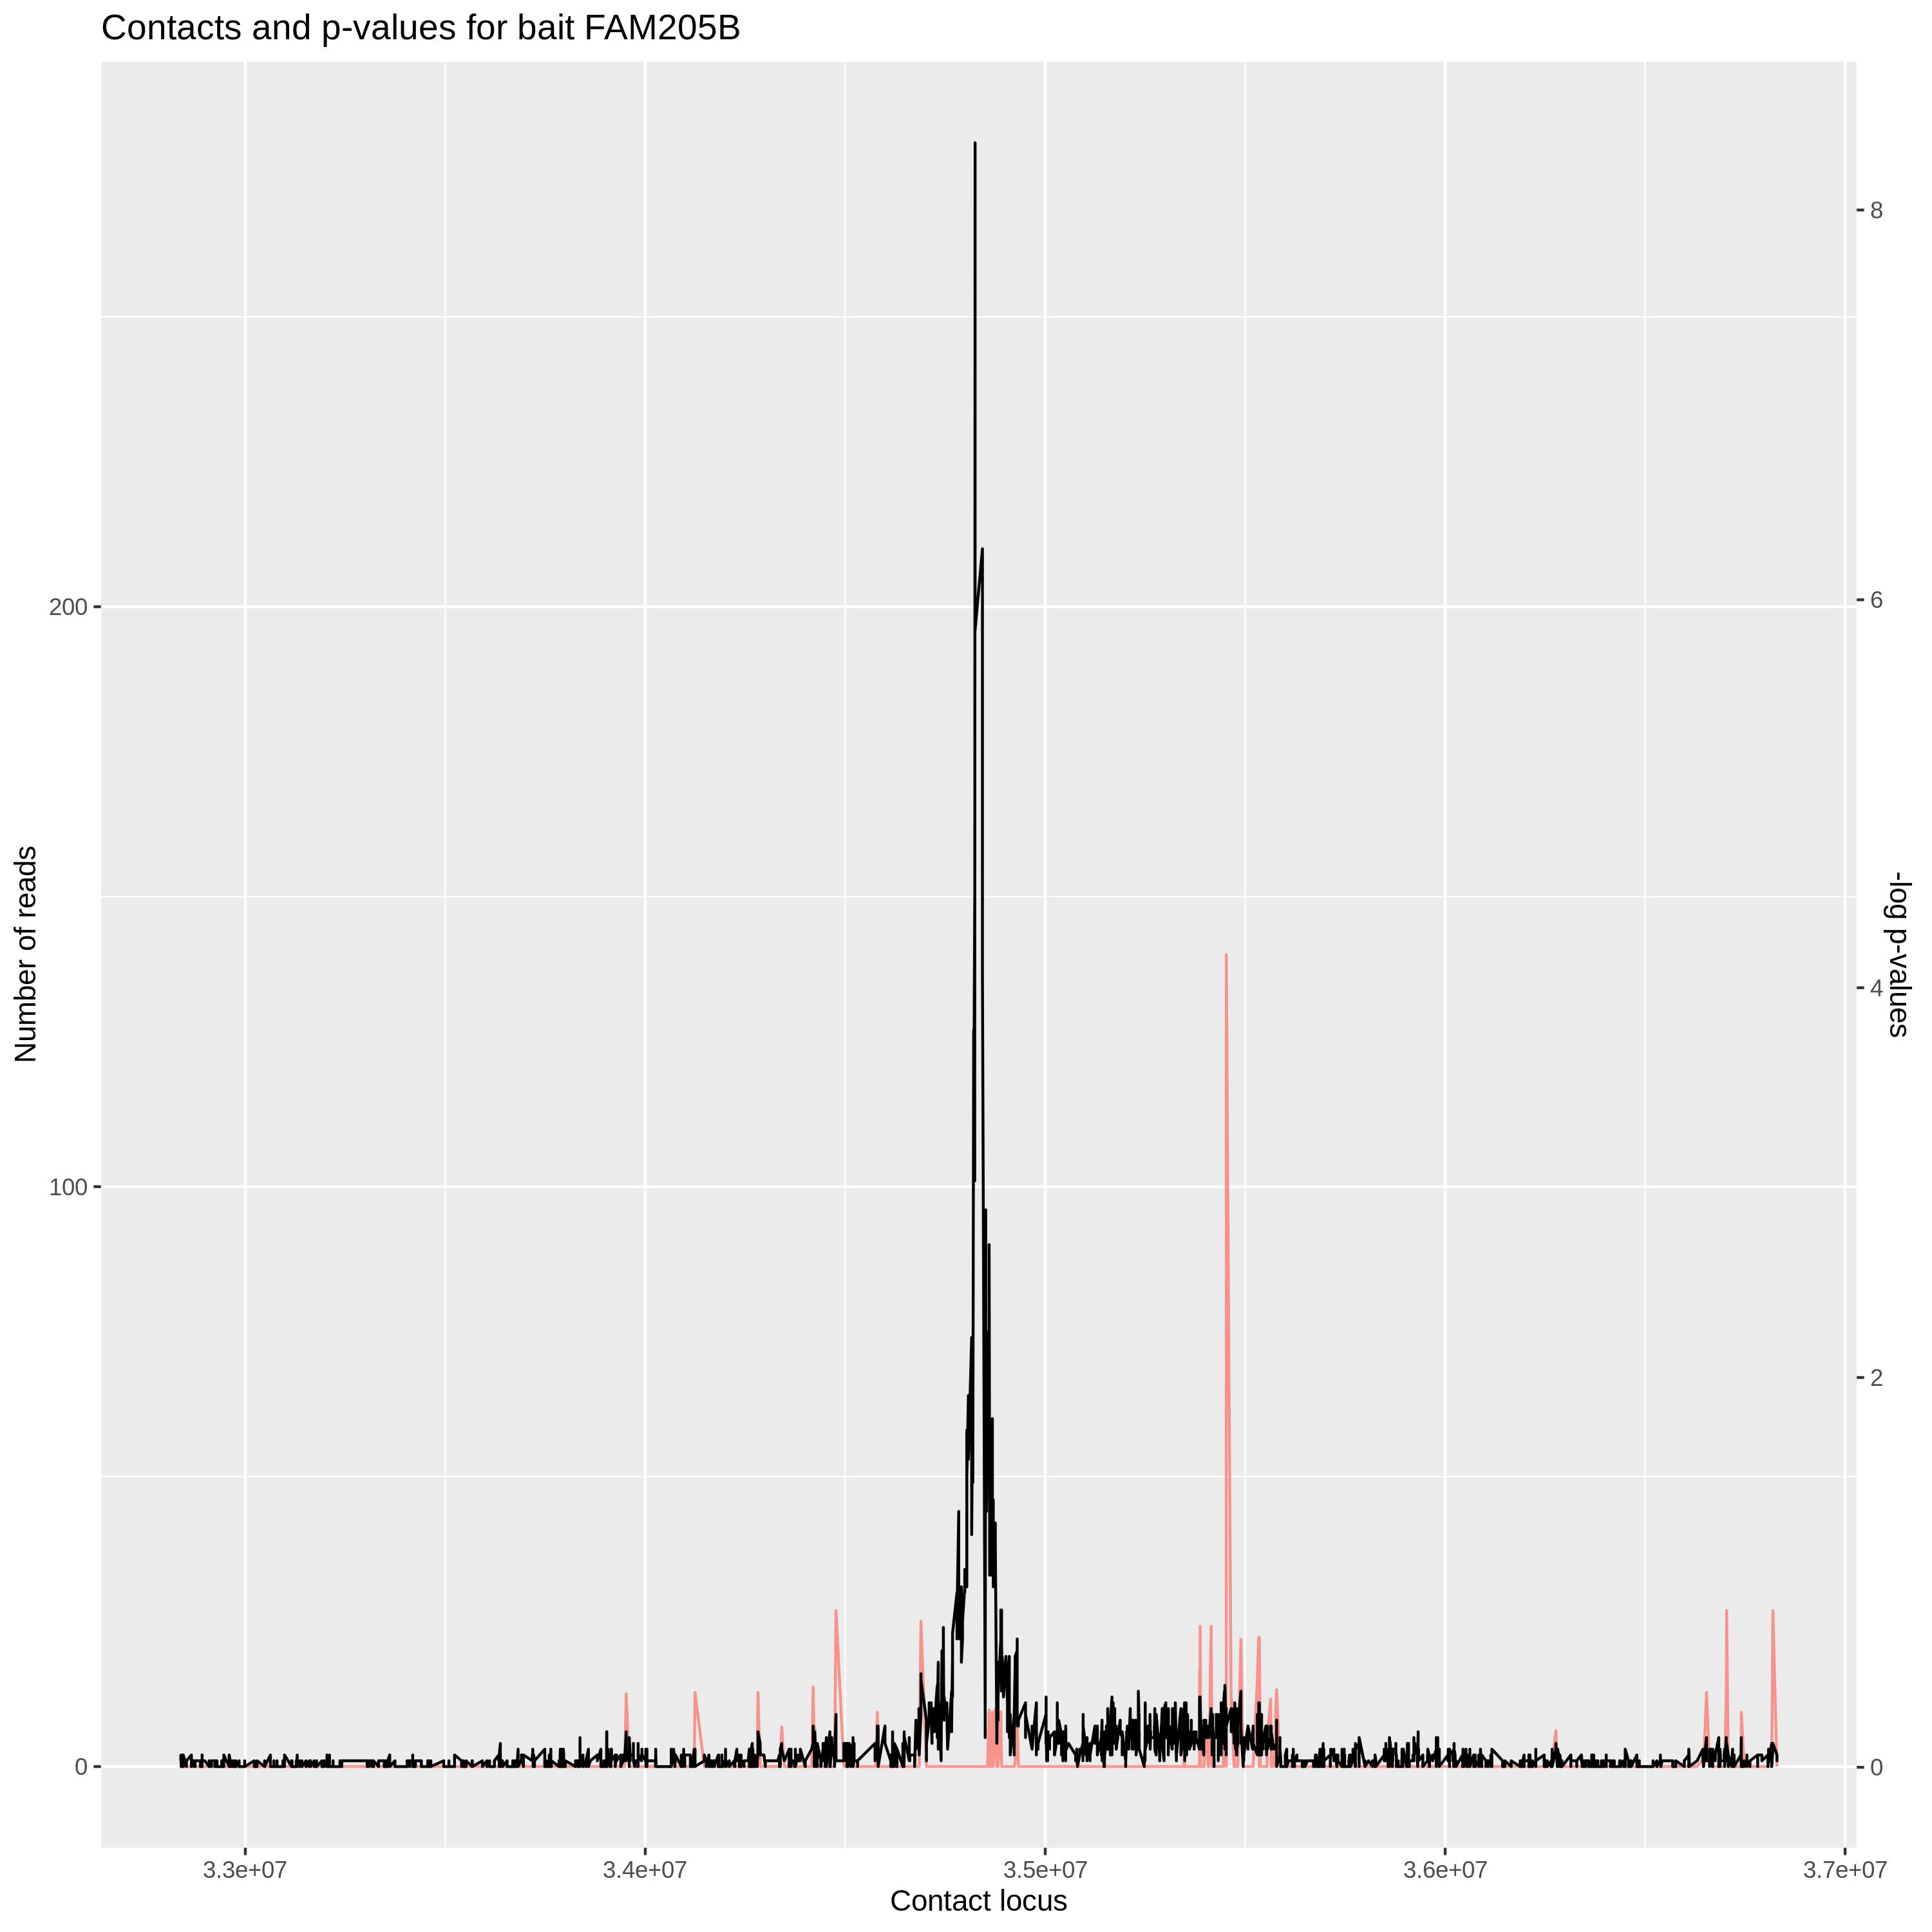 Contacts and p-values for bait FAM205B
Number of reads
200
100
0
8
6
4
2
0
-log p-values
3.3e+07
3.4e+07
3.5e+07
3.6e+07
3.7e+07
Contact locus